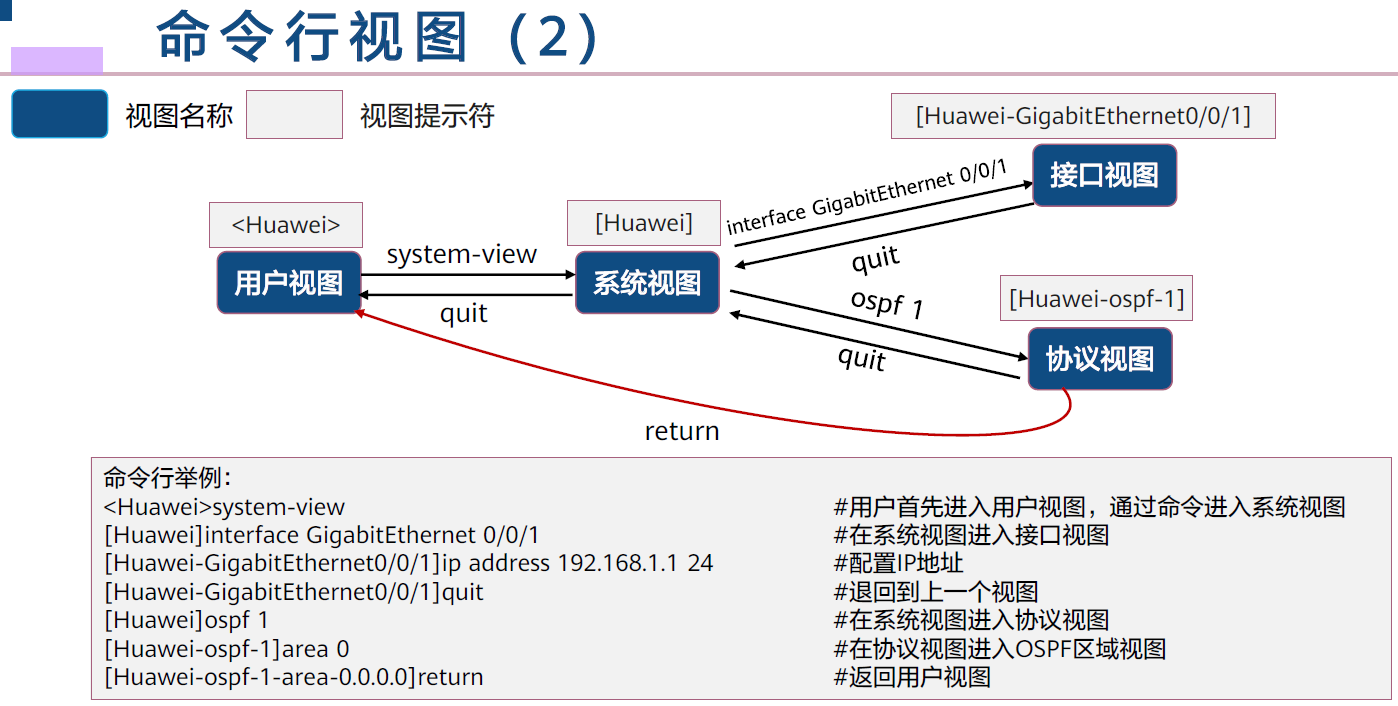 命令行视图（2）
视图名称
视图提示符
[Huawei-GigabitEthernet0/0/1]
接口视图
interface GigabitEthernet 0/0/1
<Huawei>
[Huawei]
system-view
用户视图
系统视图
quit
quit
ospf 1
[Huawei-ospf-1]
quit
协议视图
return
命令行举例：
<Huawei>system-view #用户首先进入用户视图，通过命令进入系统视图
[Huawei]interface GigabitEthernet 0/0/1 #在系统视图进入接口视图
[Huawei-GigabitEthernet0/0/1]ip address 192.168.1.1 24 #配置IP地址
[Huawei-GigabitEthernet0/0/1]quit #退回到上一个视图
[Huawei]ospf 1 #在系统视图进入协议视图
[Huawei-ospf-1]area 0 #在协议视图进入OSPF区域视图
[Huawei-ospf-1-area-0.0.0.0]return #返回用户视图